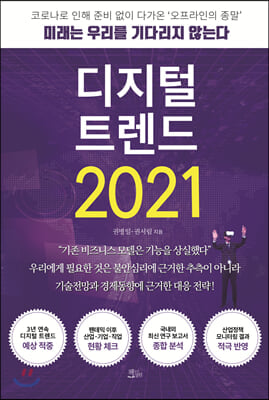 코로나로 인해 준비 없이 다가온 ‘오프라인의 종말’
미래는 우리를 기다리지 않는다
디지털
트렌드
2021
권병일·권서림 지음
“기존 비즈니스 모델은 기능을 상실했다”
우리에게 필요한 것은 불안심리에 근거한 추측이 아니라
기술전망과 경제동향에 근거한 대응 전략!
3년 연속
디지털 트렌드
예상 적중
팬데믹 이후
산업·기업·직업
현황 체크
국내외
최신 연구 보고서
종합 분석
산업정책
모니터링 결과
적극 반영